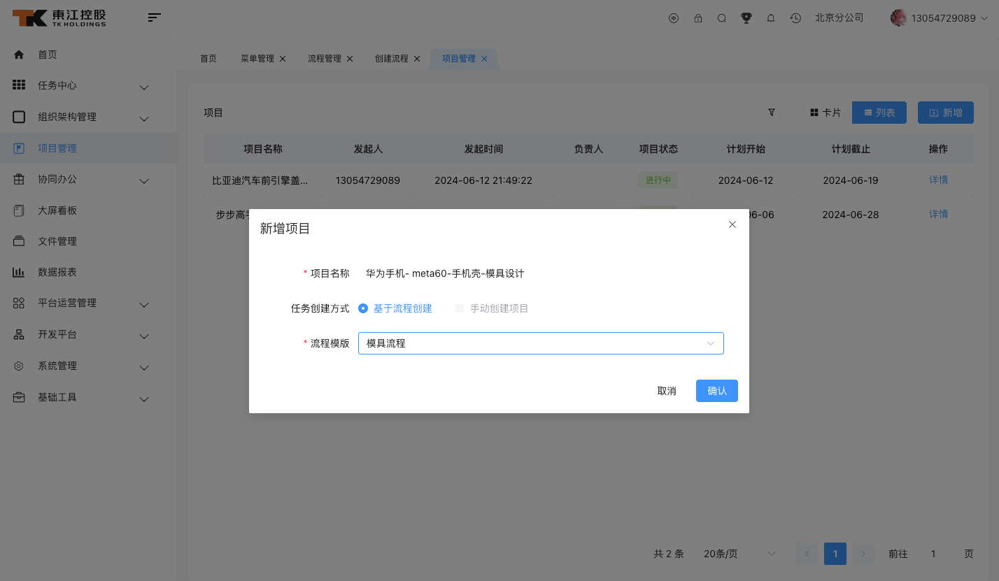 東江控股
TK HOLDINGS
北京分公司
13054729089
首页
任务中心
组织架构管理
项目管理
协同办公
大屏看板
文件管理
数据报表
平台运营管理
开发平台
系统管理
基础工具
首页
菜单管理
流程管理
创建流程
项目管理
项目
卡片
列表
新增
项目名称 发起人 发起时间 负责人 项目状态 计划开始 计划截止 操作
比亚迪汽车前引擎盖... 13054729089 2024-06-12 21:49:22 进行中 2024-06-12 2024-06-19 详情
步步高 06-06 2024-06-28 详情
新增项目
* 项目名称 华为手机- meta60-手机壳-模具设计
任务创建方式 基于流程创建 手动创建项目
* 流程模版 模具流程
取消 确认
共 2 条 20条/页 1 前往 1 页